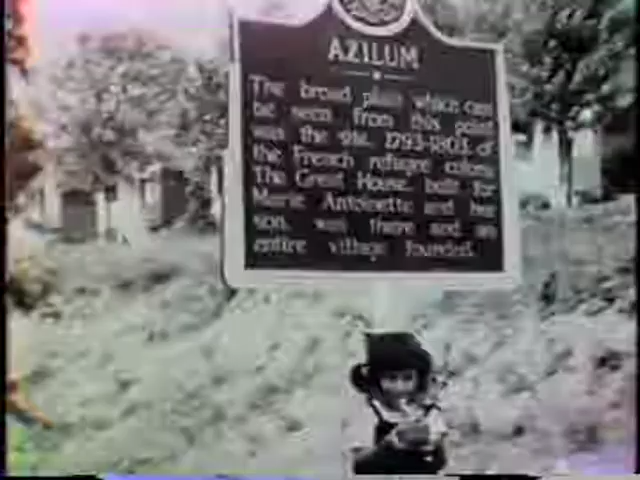 AZILUM
The broad plain which can
be seen from this point
was the site, 1793-1803, of
the French refugee colony.
The Great House, built for
Marie Antoinette and her
son, was there and an
entire village founded.